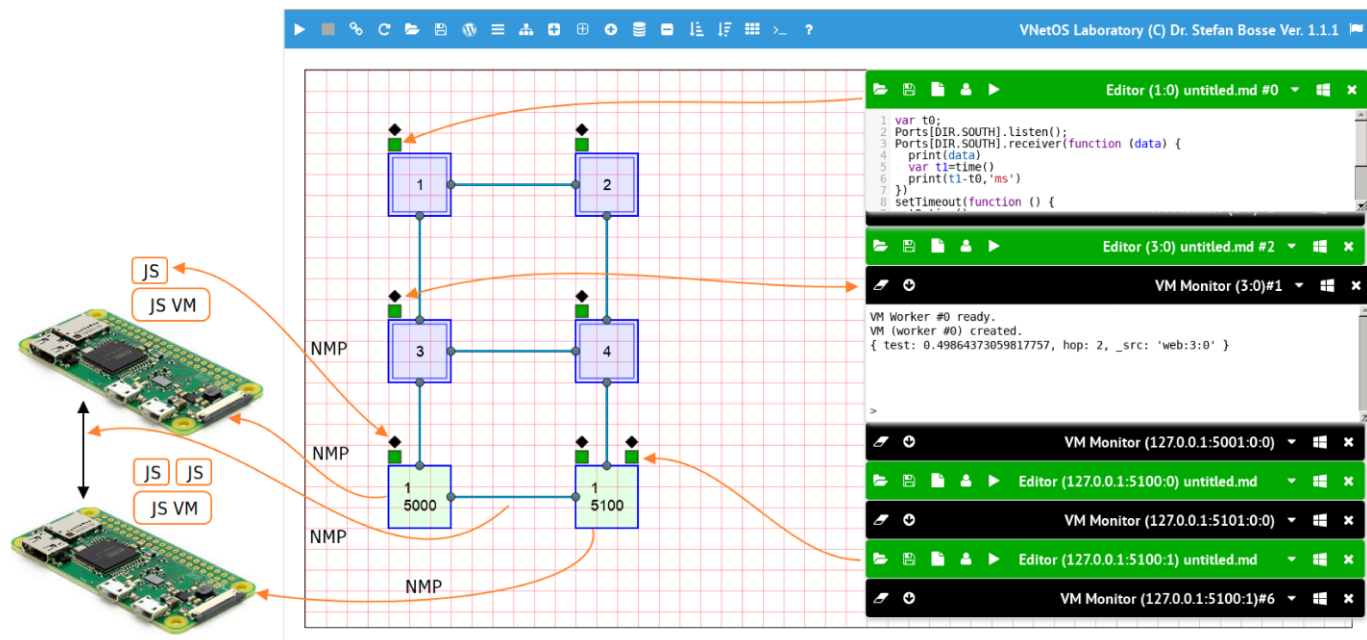 VNetOS Laboratory (C) Dr. Stefan Bosse Ver. 1.1.1
Editor (1:0) untitled.md #0
1 var t0;
2 Ports[DIR.SOUTH].listen();
3 Ports[DIR.SOUTH].receiver(function (data) {
4 print(data)
5 var t1=time()
6 print(t1-t0,'ms')
7 })
8 setTimeout(function () {
Editor (3:0) untitled.md #2
VM Monitor (3:0)#1
VM Worker #0 ready.
VM (worker #0) created.
{ test: 0.49864373059817757, hop: 2, _src: 'web:3:0' }
>
VM Monitor (127.0.0.1:5001:0:0)
Editor (127.0.0.1:5100:0) untitled.md
VM Monitor (127.0.0.1:5101:0:0)
Editor (127.0.0.1:5100:1) untitled.md
VM Monitor (127.0.0.1:5100:1)#6
1
2
3
4
1
5000
1
5100
JS
JS VM
NMP
NMP
JS JS
JS VM
NMP
NMP